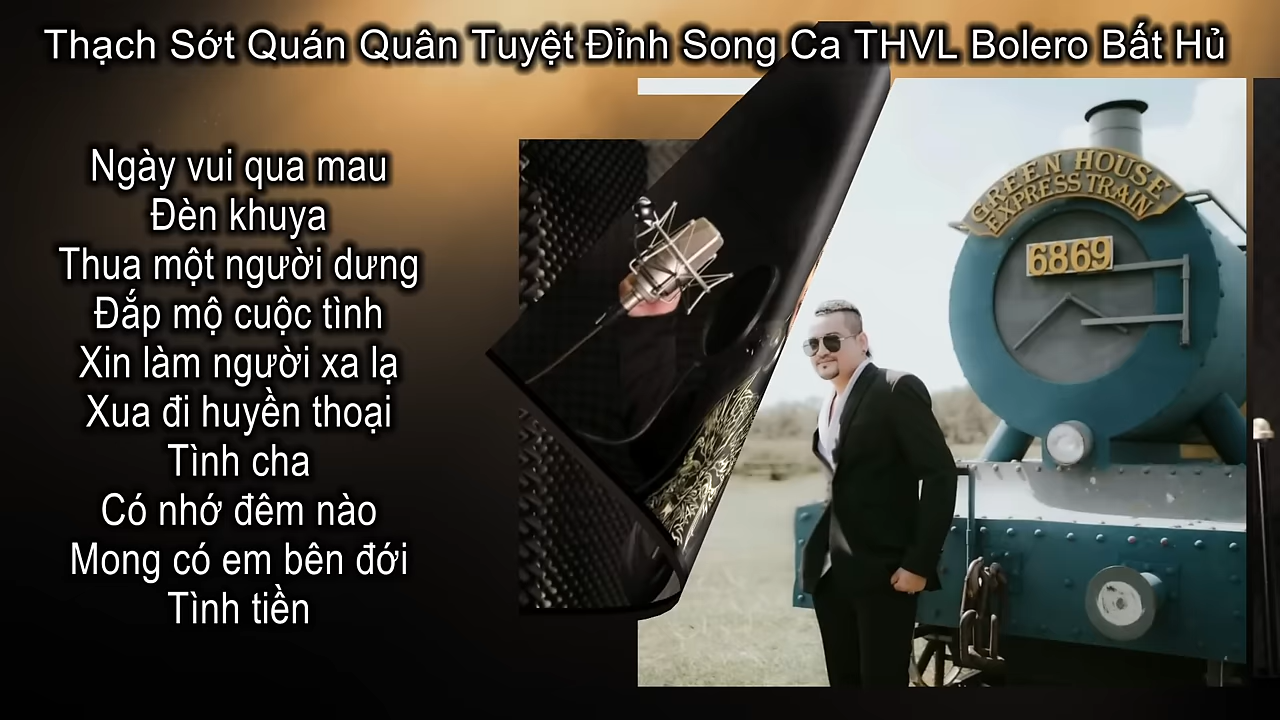 Thạch Sớt Quán Quân Tuyệt Đỉnh Song Ca THVL Bolero Bất Hủ
Ngày vui qua mau
Đèn khuya
Thua một người dưng
Đắp mộ cuộc tình
Xin làm người xa lạ
Xua đi huyền thoại
Tình cha
Có nhớ đêm nào
Mong có em bên đới
Tình tiền
GREEN HOUSE
EXPRESS TRAIN
6869